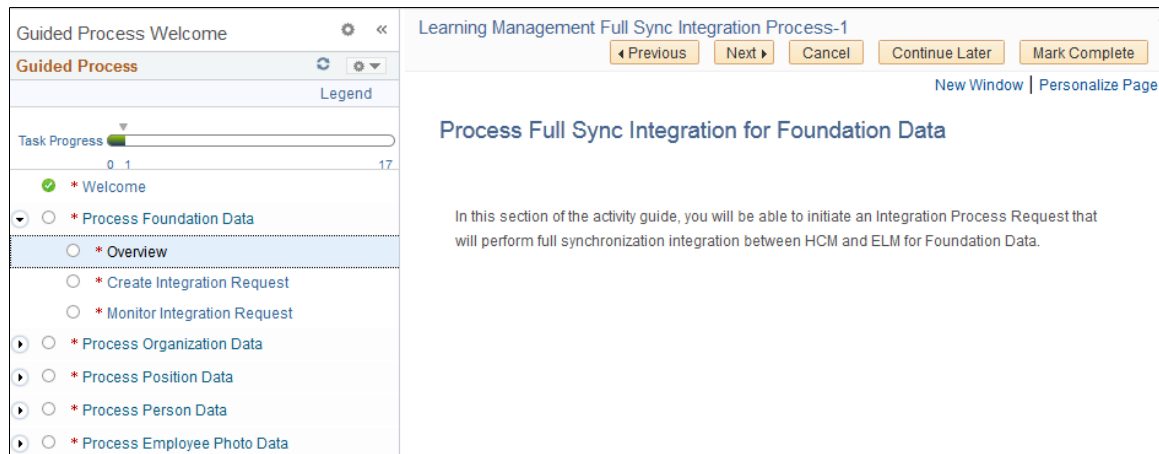 Guided Process Welcome
Guided Process
Legend
Task Progress
0 1 17
* Welcome
* Process Foundation Data
* Overview
* Create Integration Request
* Monitor Integration Request
* Process Organization Data
* Process Position Data
* Process Person Data
* Process Employee Photo Data
Learning Management Full Sync Integration Process-1
Previous Next Cancel Continue Later Mark Complete
New Window | Personalize Page
Process Full Sync Integration for Foundation Data
In this section of the activity guide, you will be able to initiate an Integration Process Request that
will perform full synchronization integration between HCM and ELM for Foundation Data.